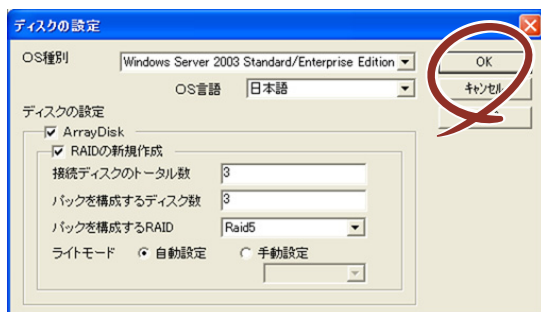 ディスクの設定
OS種別 Windows Server 2003 Standard/Enterprise Edition
OK
OS言語 日本語
キャンセル
ディスクの設定
ArrayDisk
RAIDの新規作成
接続ディスクのトータル数 3
パックを構成するディスク数 3
パックを構成するRAID Raid5
ライトモード 自動設定 手動設定